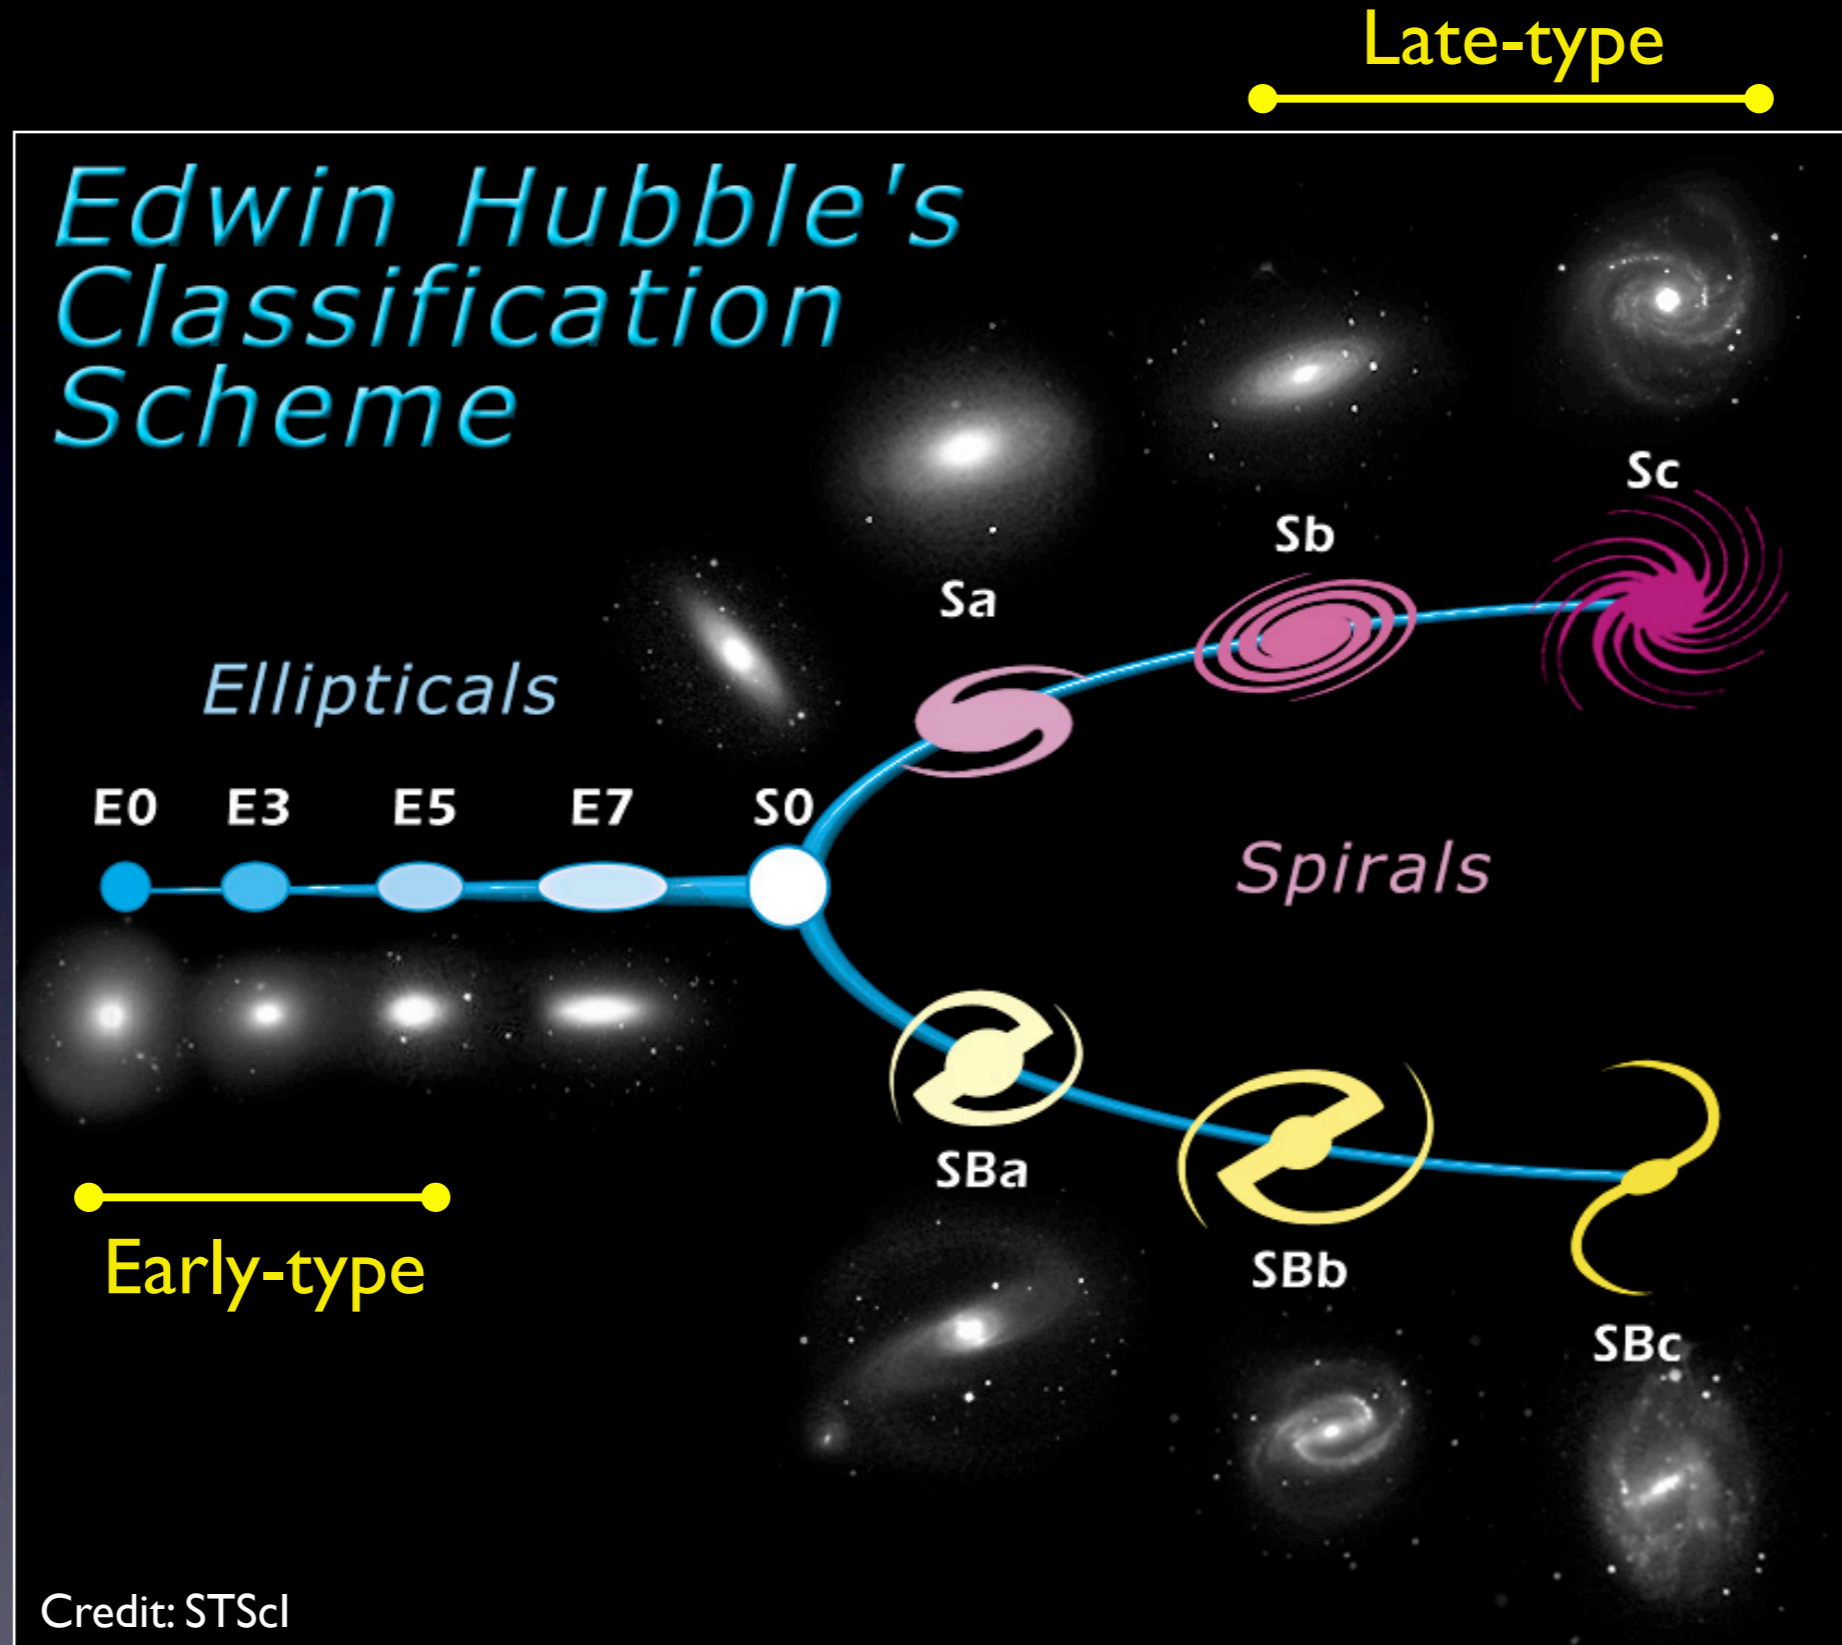 Late-type
Edwin Hubble's
Classification
Scheme
Sc
Sb
Sa
Ellipticals
E0 E3 E5 E7 S0
Spirals
SBa
Early-type
SBb
SBc
Credit: STScI